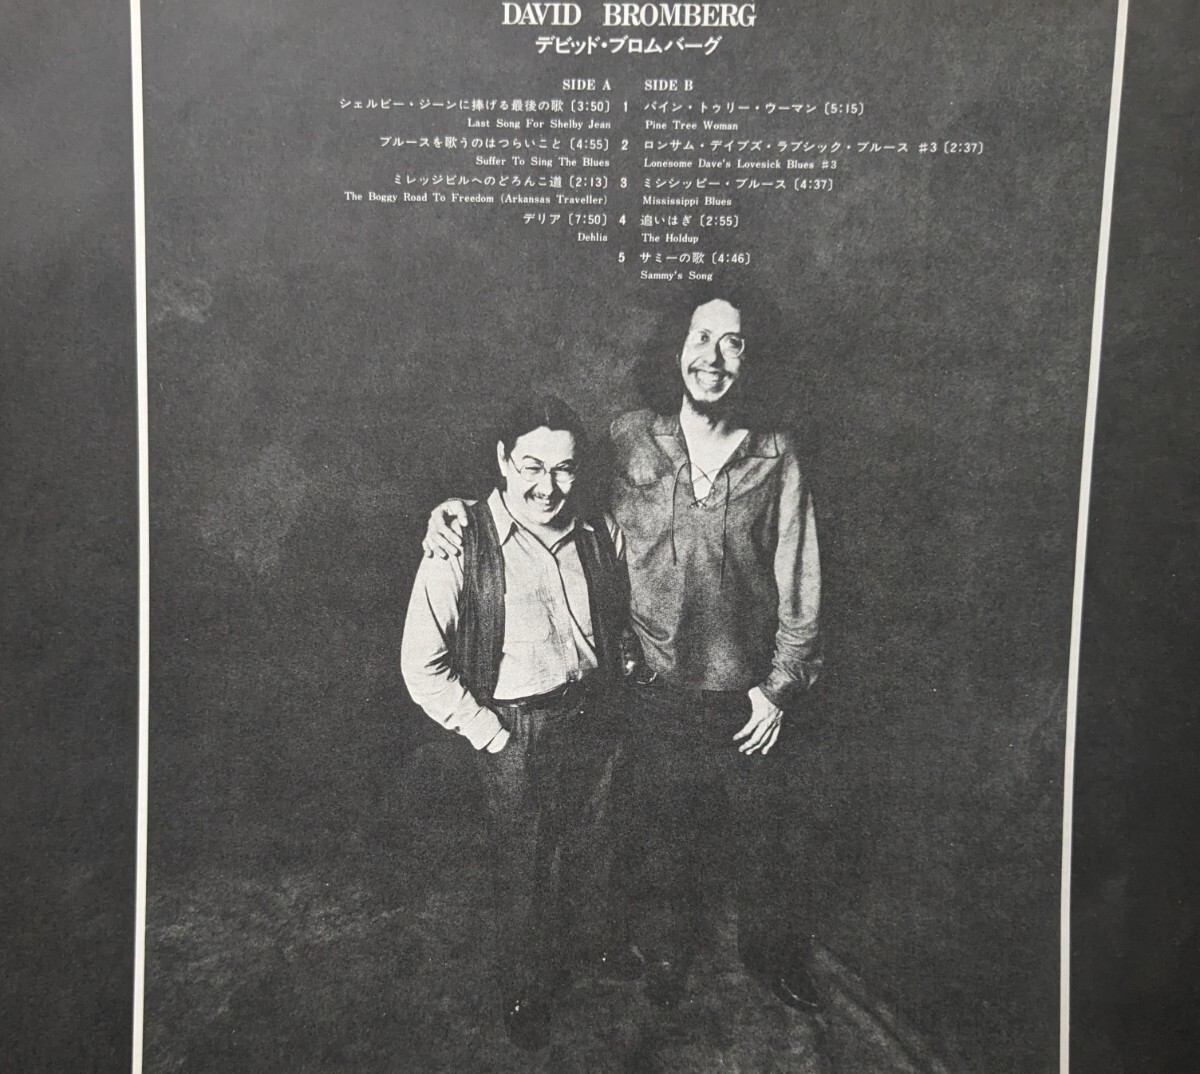 DAVID BROMBERG
デビッド・ブロムバーグ
SIDE A
シェルビー・ジーンに捧げる最後の歌〔3:50〕 1
Last Song For Shelby Jean
ブルースを歌うのはつらいこと〔4:55〕 2
Suffer To Sing The Blues
ミレッジビルへのどろんこ道〔2:13〕 3
The Boggy Road To Freedom (Arkansas Traveller)
デリア〔7:50〕 4
Dehlia
5
SIDE B
パイン・トゥリー・ウーマン〔5:15〕
Pine Tree Woman
ロンサム・デイブズ・ラブシック・ブルース ♯3〔2:37〕
Lonesome Dave's Lovesick Blues ♯3
ミシシッピー・ブルース〔4:37〕
Mississippi Blues
追いはぎ〔2:55〕
The Holdup
サミーの歌〔4:46〕
Sammy's Song